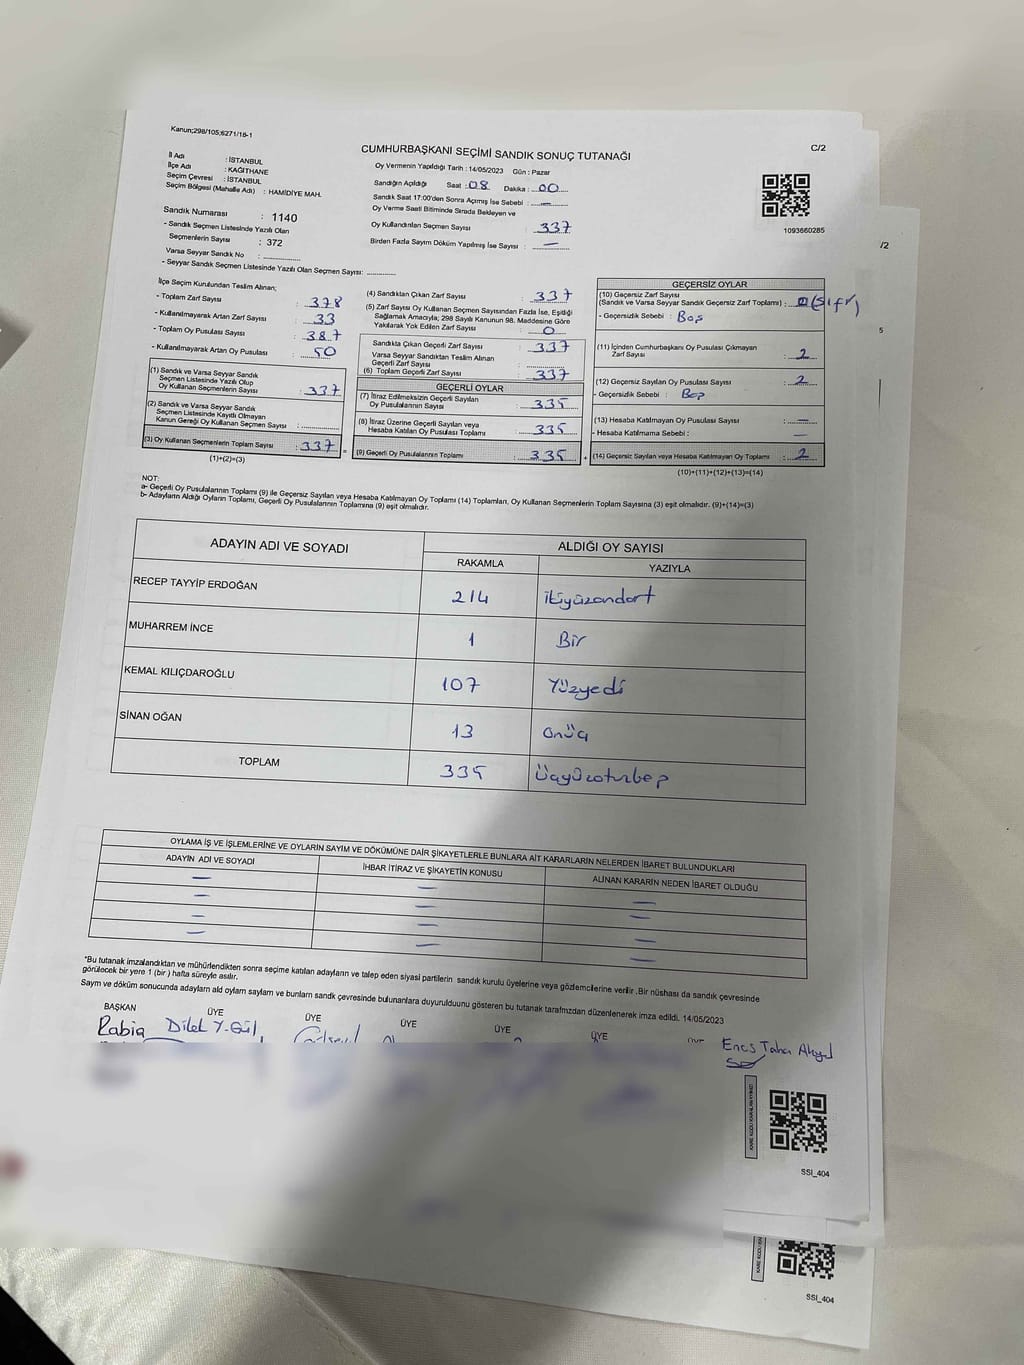 Kanun;298/105;6271/18-1
C/2
CUMHURBAŞKANI SEÇİMİ SANDIK SONUÇ TUTANAĞI
İl Adı : İSTANBUL
İlçe Adı : KAĞITHANE
Seçim Çevresi : İSTANBUL
Seçim Bölgesi (Mahalle Adı) : HAMİDİYE MAH.
Sandık Numarası : 1140
- Sandık Seçmen Listesinde Yazılı Olan
Seçmenlerin Sayısı : 372
Varsa Seyyar Sandık No : ............
- Seyyar Sandık Seçmen Listesinde Yazılı Olan Seçmen Sayısı: ............
Oy Vermenin Yapıldığı Tarih : 14/05/2023 Gün : Pazar
Sandığın Açıldığı Saat : 08 Dakika : 00
Sandık Saat 17:00'den Sonra Açımış İse Sebebi : —
Oy Verme Saati Bitiminde Sırada Bekleyen ve
Oy Kullandırılan Seçmen Sayısı : 337
Birden Fazla Sayım Döküm Yapılmış İse Sayısı : —
1093660285
/2
5
İlçe Seçim Kurulundan Teslim Alınan;
- Toplam Zarf Sayısı : 378
- Kullanılmayarak Artan Zarf Sayısı : 33
- Toplam Oy Pusulası Sayısı : 387
- Kullanılmayarak Artan Oy Pusulası : 50
(1) Sandık ve Varsa Seyyar Sandık
Seçmen Listesinde Yazılı Olup
Oy Kullanan Seçmenlerin Sayısı : 337
(2) Sandık ve Varsa Seyyar Sandık
Seçmen Listesinde Kayıtlı Olmayan
Kanun Gereği Oy Kullanan Seçmen Sayısı : ............
(3) Oy Kullanan Seçmenlerin Toplam Sayısı : 337 =
(1)+(2)=(3)
(4) Sandıktan Çıkan Zarf Sayısı : 337
(5) Zarf Sayısı Oy Kullanan Seçmen Sayısından Fazla İse, Eşitliği
Sağlamak Amacıyla; 298 Sayılı Kanunun 98. Maddesine Göre
Yakılarak Yok Edilen Zarf Sayısı : 0
Sandıkta Çıkan Geçerli Zarf Sayısı : 337
Varsa Seyyar Sandıktan Teslim Alınan
Geçerli Zarf Sayısı : ............
(6) Toplam Geçerli Zarf Sayısı : 337
GEÇERLİ OYLAR
(7) İtiraz Edilmeksizin Geçerli Sayılan
Oy Pusulalarının Sayısı : 335
(8) İtiraz Üzerine Geçerli Sayılan veya
Hesaba Katılan Oy Pusulası Toplamı : 335
(9) Geçerli Oy Pusulalarının Toplamı : 335 +
GEÇERSİZ OYLAR
(10) Geçersiz Zarf Sayısı
(Sandık ve Varsa Seyyar Sandık Geçersiz Zarf Toplamı) : 0 (Sıfır)
- Geçersizlik Sebebi : Boş
(11) İçinden Cumhurbaşkanı Oy Pusulası Çıkmayan
Zarf Sayısı : 2
(12) Geçersiz Sayılan Oy Pusulası Sayısı : 2
- Geçersizlik Sebebi : Boş
(13) Hesaba Katılmayan Oy Pusulası Sayısı : —
- Hesaba Katılmama Sebebi : —
(14) Geçersiz Sayılan veya Hesaba Katılmayan Oy Toplamı : 2
(10)+(11)+(12)+(13)=(14)
NOT:
a- Geçerli Oy Pusulalarının Toplamı (9) ile Geçersiz Sayılan veya Hesaba Katılmayan Oy Toplamı (14) Toplamları, Oy Kullanan Seçmenlerin Toplam Sayısına (3) eşit olmalıdır. (9)+(14)=(3)
b- Adayların Aldığı Oyların Toplamı, Geçerli Oy Pusulalarının Toplamına (9) eşit olmalıdır.
ADAYIN ADI VE SOYADI ALDIĞI OY SAYISI
RAKAMLA YAZIYLA
RECEP TAYYİP ERDOĞAN 214 İkiyüzondört
MUHARREM İNCE 1 Bir
KEMAL KILIÇDAROĞLU 107 Yüzyedi
SİNAN OĞAN 13 Onüç
TOPLAM 335 Üçyüzotuzbeş
OYLAMA İŞ VE İŞLEMLERİNE VE OYLARIN SAYIM VE DÖKÜMÜNE DAİR ŞİKAYETLERLE BUNLARA AİT KARARLARIN NELERDEN İBARET BULUNDUKLARI
ADAYIN ADI VE SOYADI İHBAR İTİRAZ VE ŞİKAYETİN KONUSU ALINAN KARARIN NEDEN İBARET OLDUĞU
— — —
— — —
— — —
— — —
*Bu tutanak imzalandıktan ve mühürlendikten sonra seçime katılan adayların ve talep eden siyasi partilerin sandık kurulu üyelerine veya gözlemcilerine verilir .Bir nüshası da sandık çevresinde
görülecek bir yere 1 (bir ) hafta süreyle asılır.
Sayım ve döküm sonucunda adayların ald oyların saylam ve bunların sandk çevresinde bulunanlara duyurulduunu gösteren bu tutanak tarafmzdan düzenlenerek imza edildi. 14/05/2023
BAŞKAN ÜYE ÜYE ÜYE ÜYE ÜYE
Rabia Dilek Y. Gül Enes Taha
KARE KODU KARALAMAYINIZ!
SSI_404
SSI_404